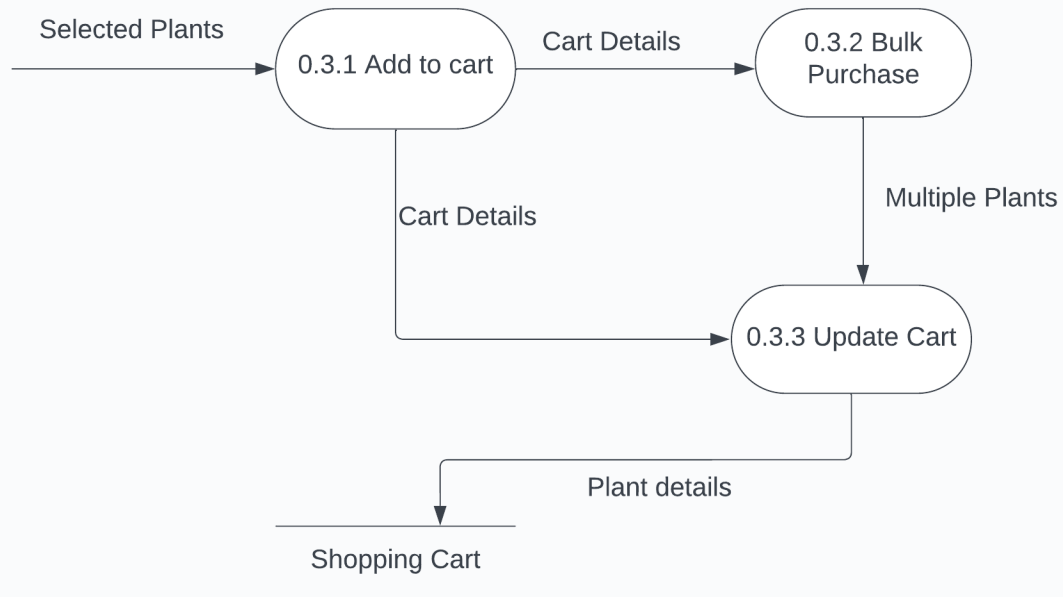 Selected Plants
0.3.1 Add to cart
Cart Details
0.3.2 Bulk
Purchase
Multiple Plants
Cart Details
0.3.3 Update Cart
Plant details
Shopping Cart